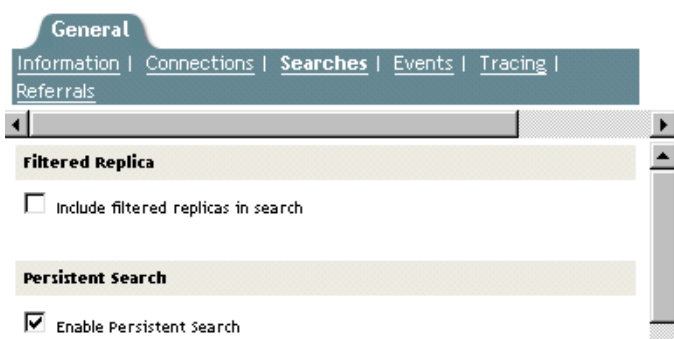 General
Information | Connections | Searches | Events | Tracing |
Referrals
Filtered Replica
Include filtered replicas in search
Persistent Search
Enable Persistent Search